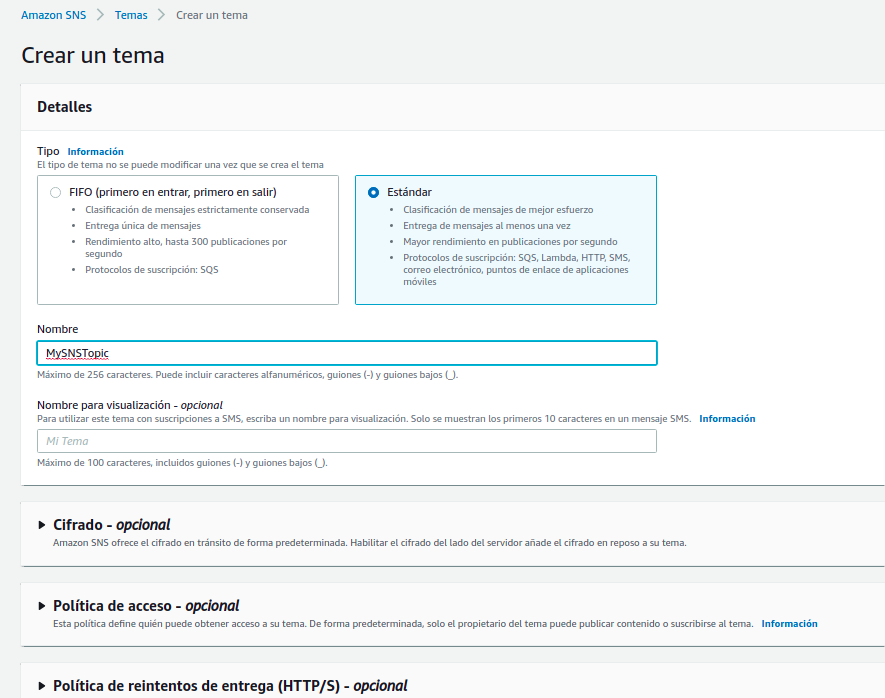 Amazon SNS > Temas > Crear un tema
Crear un tema
Detalles
Tipo Información
El tipo de tema no se puede modificar una vez que se crea el tema
FIFO (primero en entrar, primero en salir)
• Clasificación de mensajes estrictamente conservada
• Entrega única de mensajes
• Rendimiento alto, hasta 300 publicaciones por
segundo
• Protocolos de suscripción: SQS
Estándar
• Clasificación de mensajes de mejor esfuerzo
• Entrega de mensajes al menos una vez
• Mayor rendimiento en publicaciones por segundo
• Protocolos de suscripción: SQS, Lambda, HTTP, SMS,
correo electrónico, puntos de enlace de aplicaciones
móviles
Nombre
MySNSTopic
Máximo de 256 caracteres. Puede incluir caracteres alfanuméricos, guiones (-) y guiones bajos (_).
Nombre para visualización - opcional
Para utilizar este tema con suscripciones a SMS, escriba un nombre para visualización. Solo se muestran los primeros 10 caracteres en un mensaje SMS. Información
Mi Tema
Máximo de 100 caracteres, incluidos guiones (-) y guiones bajos (_).
Cifrado - opcional
Amazon SNS ofrece el cifrado en tránsito de forma predeterminada. Habilitar el cifrado del lado del servidor añade el cifrado en reposo a su tema.
Política de acceso - opcional
Esta política define quién puede obtener acceso a su tema. De forma predeterminada, solo el propietario del tema puede publicar contenido o suscribirse al tema. Información
Política de reintentos de entrega (HTTP/S) - opcional